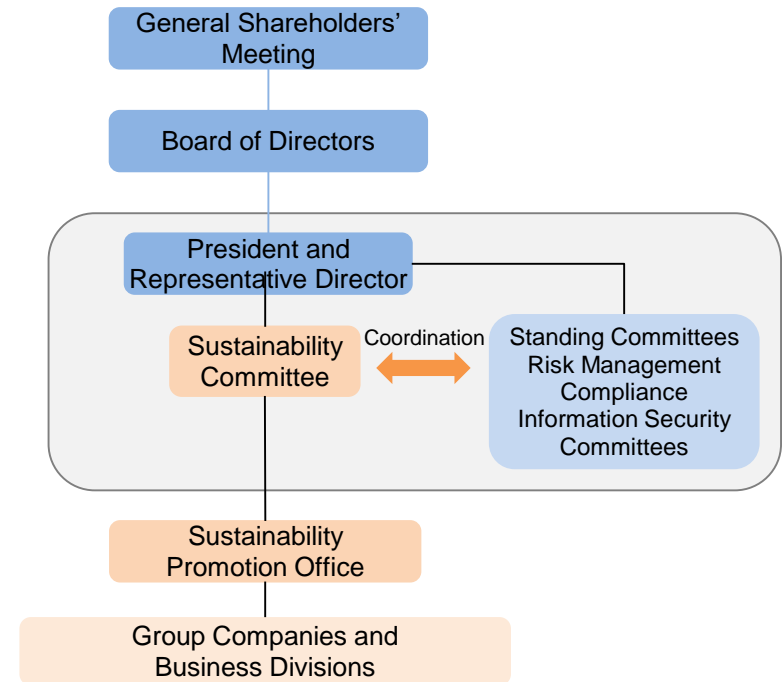 General Shareholders’
Meeting
Board of Directors
President and
Representative Director
Sustainability
Committee
Coordination
Standing Committees
Risk Management
Compliance
Information Security
Committees
Sustainability
Promotion Office
Group Companies and
Business Divisions